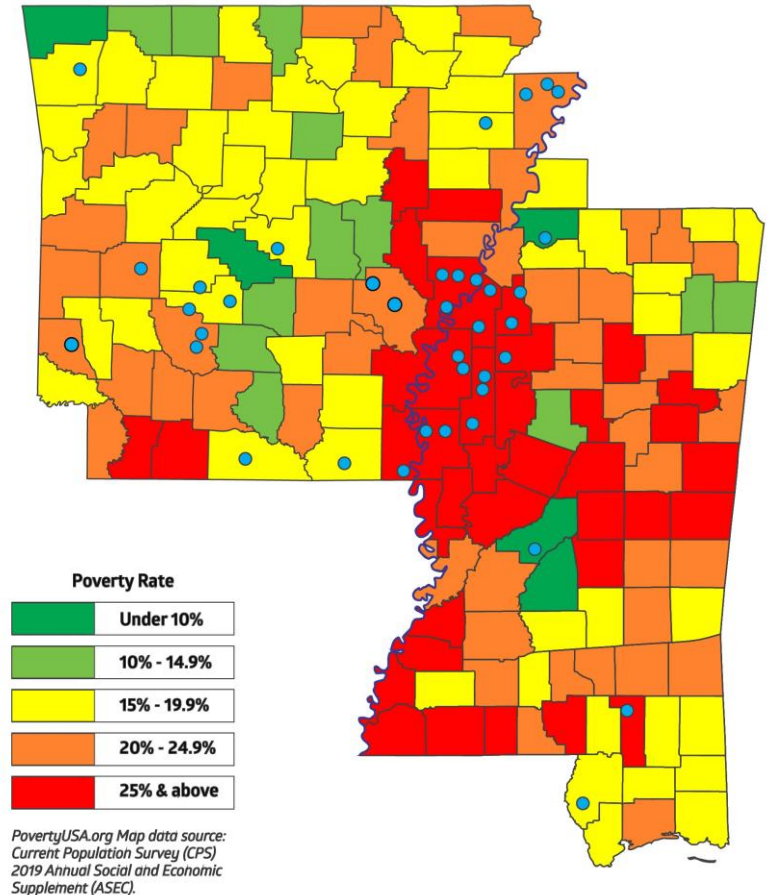 Poverty Rate
Under 10%
10% - 14.9%
15% - 19.9%
20% - 24.9%
25% & above
PovertyUSA.org Map data source:
Current Population Survey (CPS)
2019 Annual Social and Economic
Supplement (ASEC).